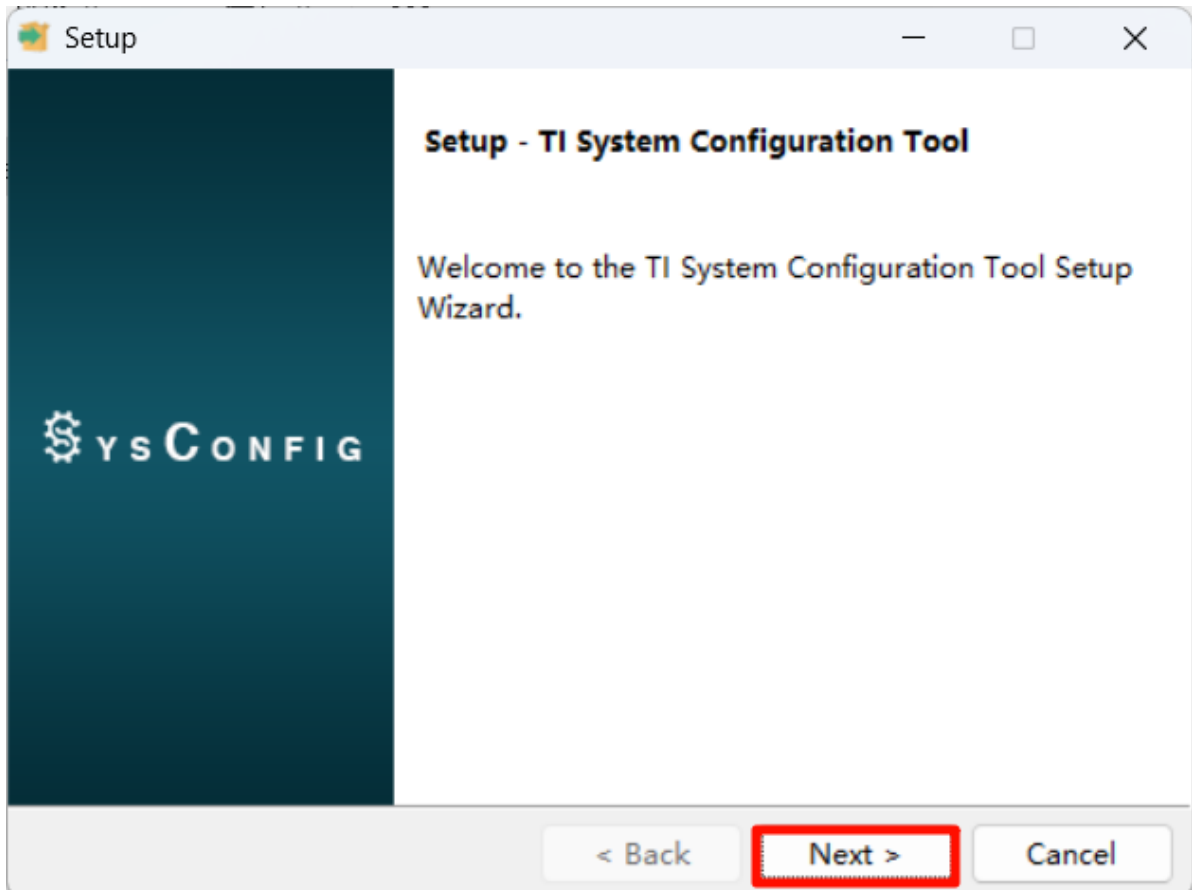 Setup
Setup - TI System Configuration Tool
Welcome to the TI System Configuration Tool Setup
Wizard.
SYSCONFIG
< Back
Next >
Cancel